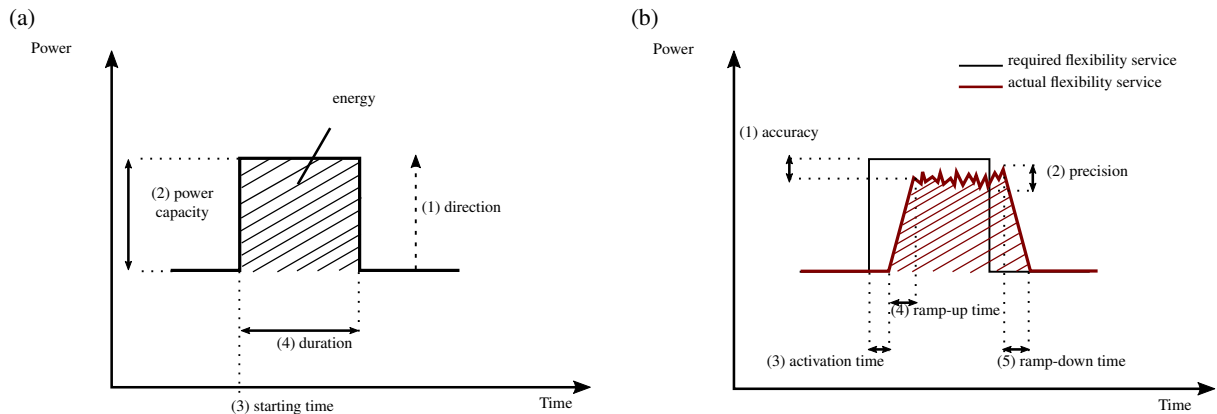 (a)
Power
energy
(2) power
capacity
(1) direction
(4) duration
(3) starting time
Time
(b)
Power
required flexibility service
actual flexibility service
(1) accuracy
(2) precision
(4) ramp-up time
(3) activation time
(5) ramp-down time
Time